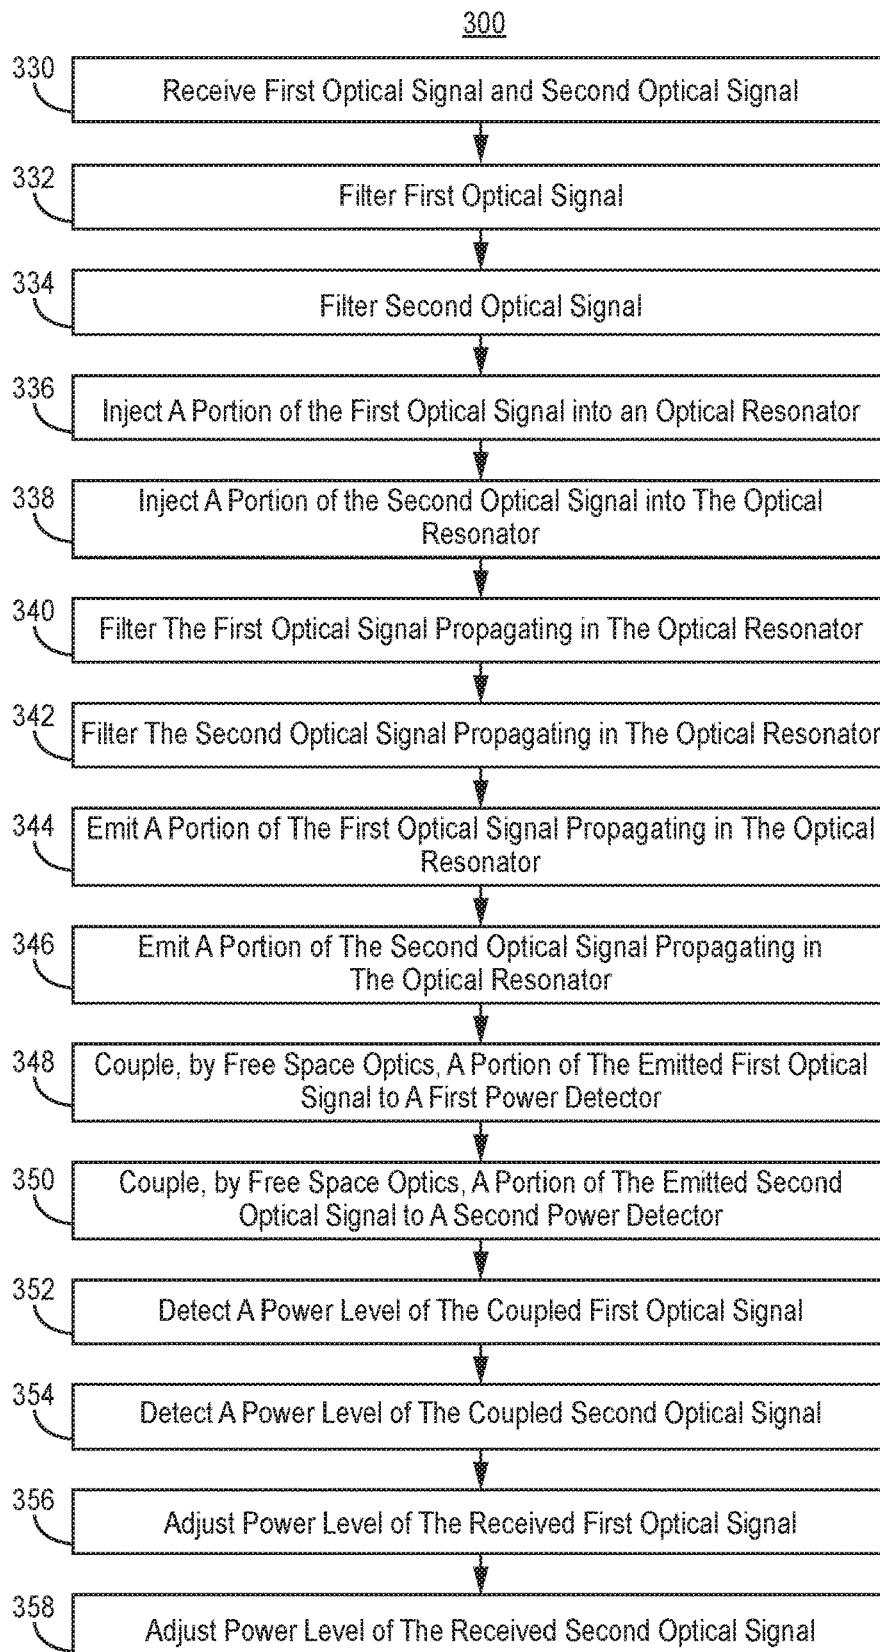 300
330
Receive First Optical Signal and Second Optical Signal
332
Filter First Optical Signal
334
Filter Second Optical Signal
336
Inject A Portion of the First Optical Signal into an Optical Resonator
338
Inject A Portion of the Second Optical Signal into The Optical
Resonator
340
Filter The First Optical Signal Propagating in The Optical Resonator
342
Filter The Second Optical Signal Propagating in The Optical Resonator
344
Emit A Portion of The First Optical Signal Propagating in The Optical
Resonator
346
Emit A Portion of The Second Optical Signal Propagating in
The Optical Resonator
348
Couple, by Free Space Optics, A Portion of The Emitted First Optical
Signal to A First Power Detector
350
Couple, by Free Space Optics, A Portion of The Emitted Second
Optical Signal to A Second Power Detector
352
Detect A Power Level of The Coupled First Optical Signal
354
Detect A Power Level of The Coupled Second Optical Signal
356
Adjust Power Level of The Received First Optical Signal
358
Adjust Power Level of The Received Second Optical Signal